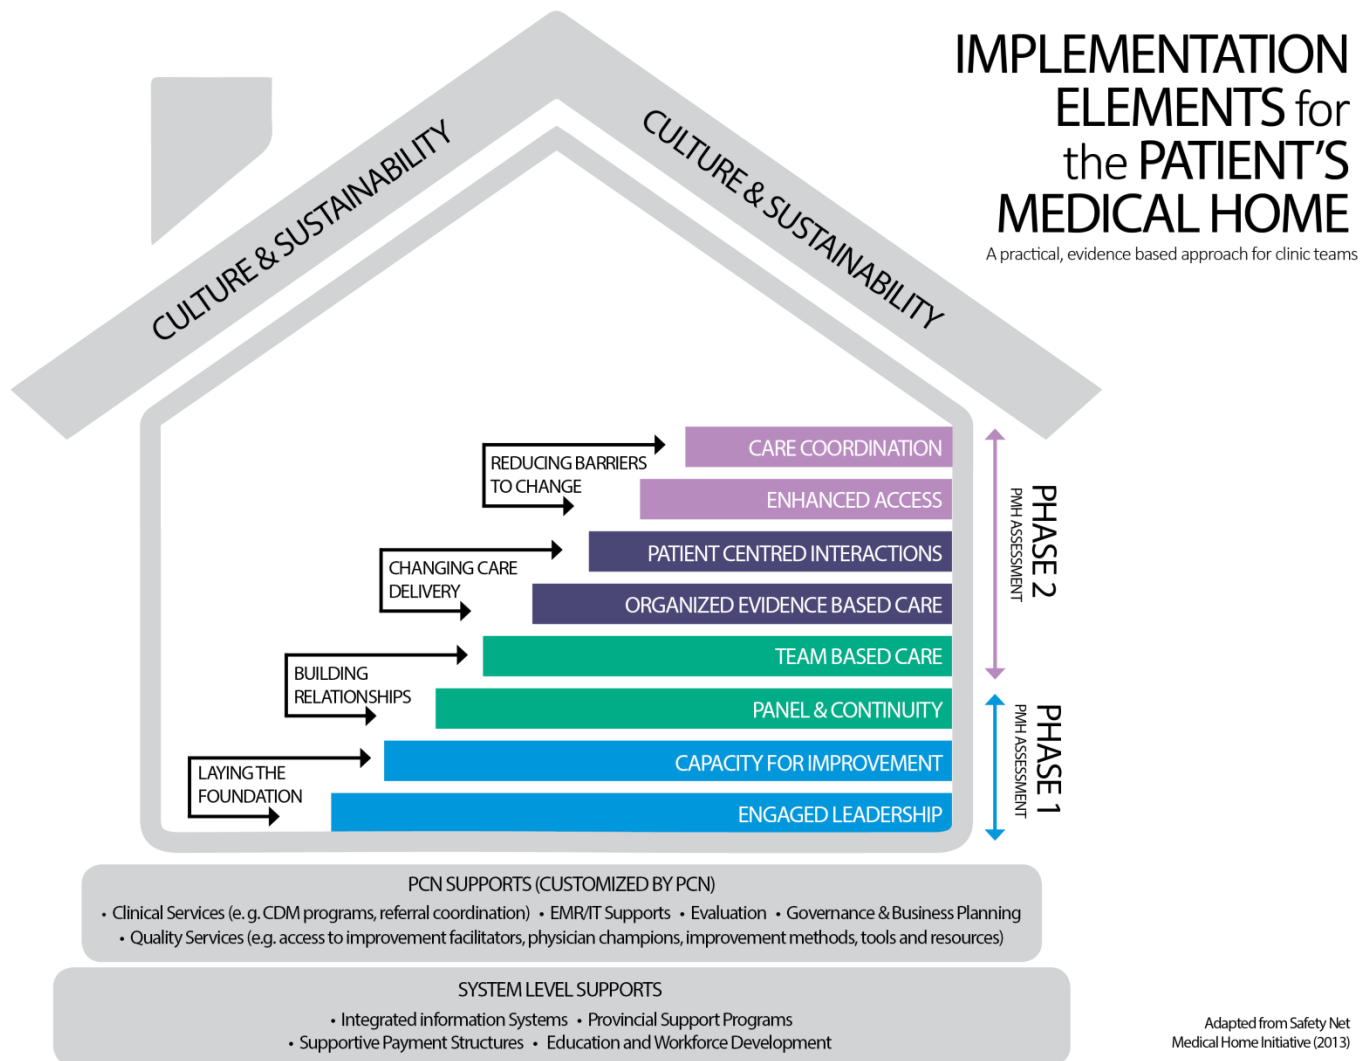 IMPLEMENTATION
ELEMENTS for
the PATIENT'S
MEDICAL HOME
A practical, evidence based approach for clinic teams
CULTURE & SUSTAINABILITY
CULTURE & SUSTAINABILITY
REDUCING BARRIERS
TO CHANGE
CARE COORDINATION
ENHANCED ACCESS
CHANGING CARE
DELIVERY
PATIENT CENTRED INTERACTIONS
ORGANIZED EVIDENCE BASED CARE
BUILDING
RELATIONSHIPS
TEAM BASED CARE
PANEL & CONTINUITY
LAYING THE
FOUNDATION
CAPACITY FOR IMPROVEMENT
ENGAGED LEADERSHIP
PHASE 2
PMH ASSESSMENT
PHASE 1
PMH ASSESSMENT
PCN SUPPORTS (CUSTOMIZED BY PCN)
• Clinical Services (e. g. CDM programs, referral coordination) • EMR/IT Supports • Evaluation • Governance & Business Planning
• Quality Services (e.g. access to improvement facilitators, physician champions, improvement methods, tools and resources)
SYSTEM LEVEL SUPPORTS
• Integrated information Systems • Provincial Support Programs
• Supportive Payment Structures • Education and Workforce Development
Adapted from Safety Net
Medical Home Initiative (2013)